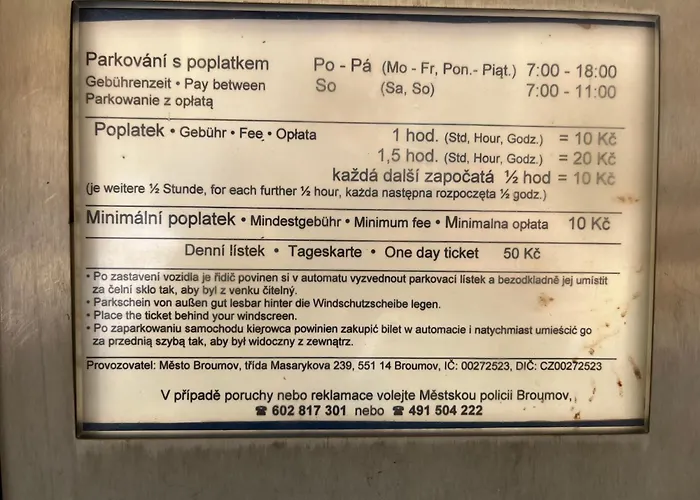 Parkování s poplatkem Po - Pá (Mo - Fr, Pon.- Piąt.) 7:00 - 18:00
Gebührenzeit • Pay between So (Sa, So) 7:00 - 11:00
Parkowanie z opłatą
Poplatek • Gebühr • Fee • Opłata 1 hod. (Std, Hour, Godz.) = 10 Kč
1,5 hod. (Std, Hour, Godz.) = 20 Kč
každá další započatá ½ hod = 10 Kč
(je weitere ½ Stunde, for each further ½ hour, każda następna rozpoczęta ½ godz.)
Minimální poplatek • Mindestgebühr • Minimum fee • Minimalna opłata 10 Kč
Denní lístek • Tageskarte • One day ticket 50 Kč
• Po zastavení vozidla je řidič povinen si v automatu vyzvednout parkovací lístek a bezodkladně jej umístit
za čelní sklo tak, aby byl z venku čitelný.
• Parkschein von außen gut lesbar hinter die Windschutzscheibe legen.
• Place the ticket behind your windscreen.
• Po zaparkowaniu samochodu kierowca powinien zakupić bilet w automacie i natychmiast umieścić go
za przednią szybą tak, aby był widoczny z zewnątrz.
Provozovatel: Město Broumov, třída Masarykova 239, 551 14 Broumov, IČ: 00272523, DIČ: CZ00272523
V případě poruchy nebo reklamace volejte Městskou policii Broumov,
☎ 602 817 301 nebo ☎ 491 504 222